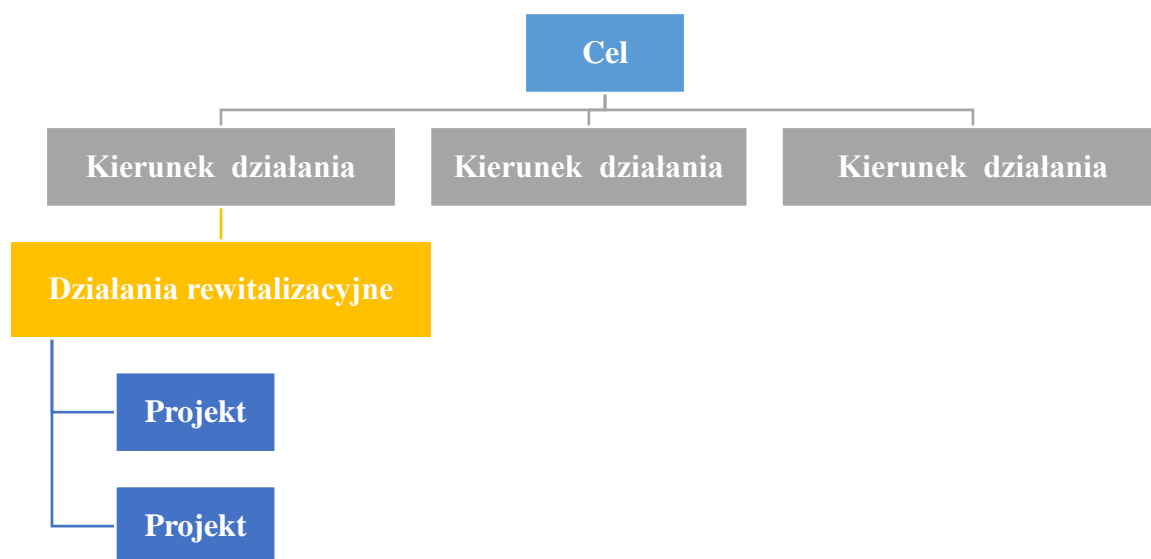 Cel
Kierunek działania
Kierunek działania
Kierunek działania
Działania rewitalizacyjne
Projekt
Projekt